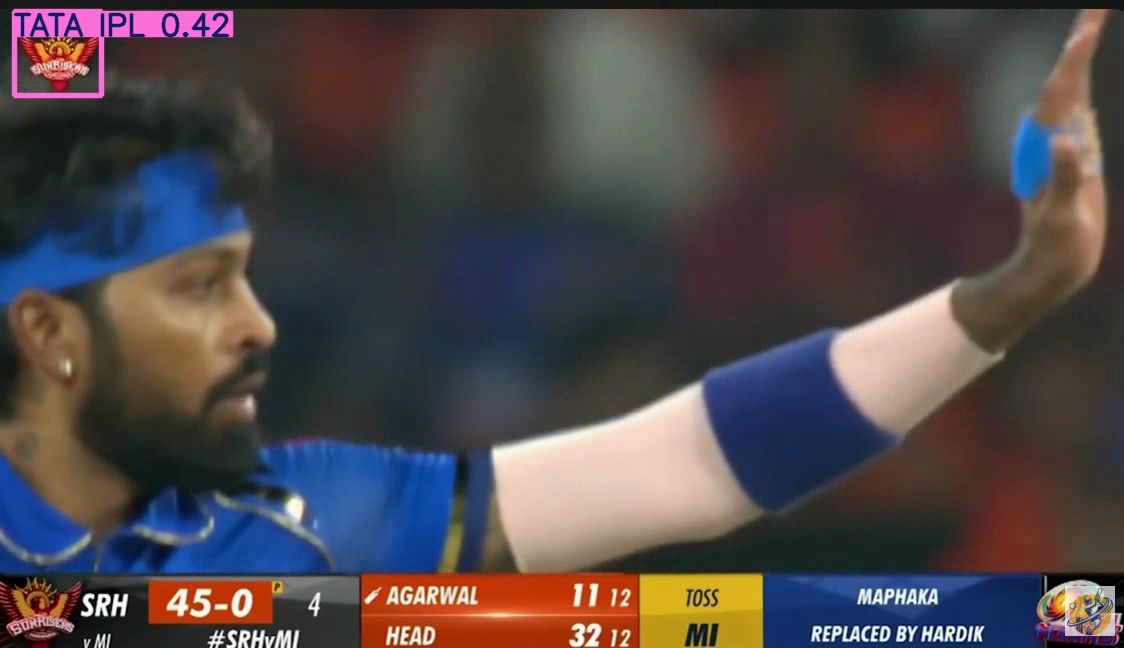 TATA IPL 0.42
SUNRISERS
SRH 45-0 P 4
v MI #SRHvMI
AGARWAL 11 12
HEAD 32 12
TOSS
MI
MAPHAKA
REPLACED BY HARDIK
SUNRISERS